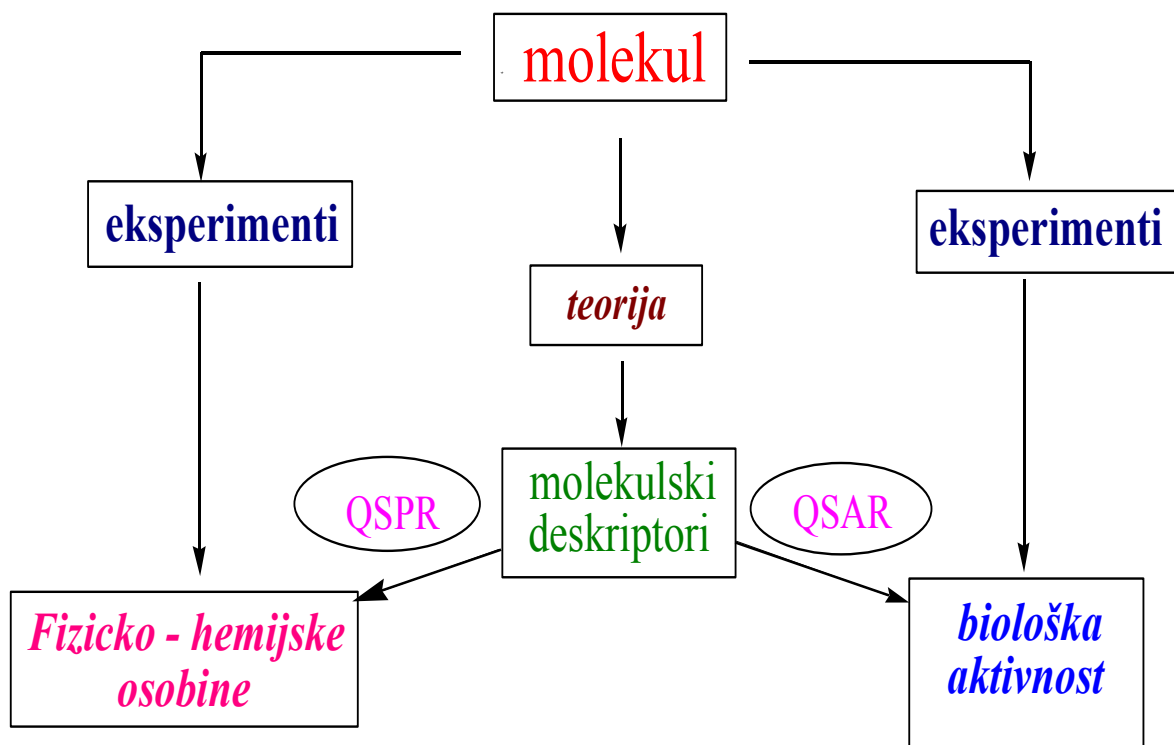 molekul
eksperimenti
eksperimenti
teorija
molekulski
deskriptori
QSPR
QSAR
Fizicko - hemijske
osobine
biološka
aktivnost